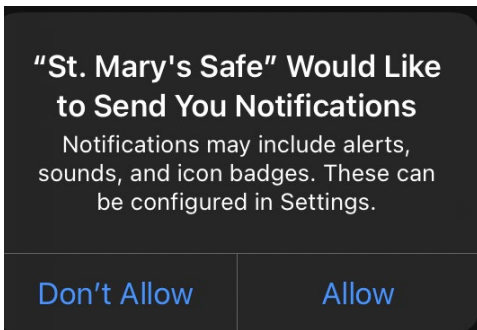 “St. Mary's Safe” Would Like
to Send You Notifications
Notifications may include alerts,
sounds, and icon badges. These can
be configured in Settings.
Don’t Allow
Allow